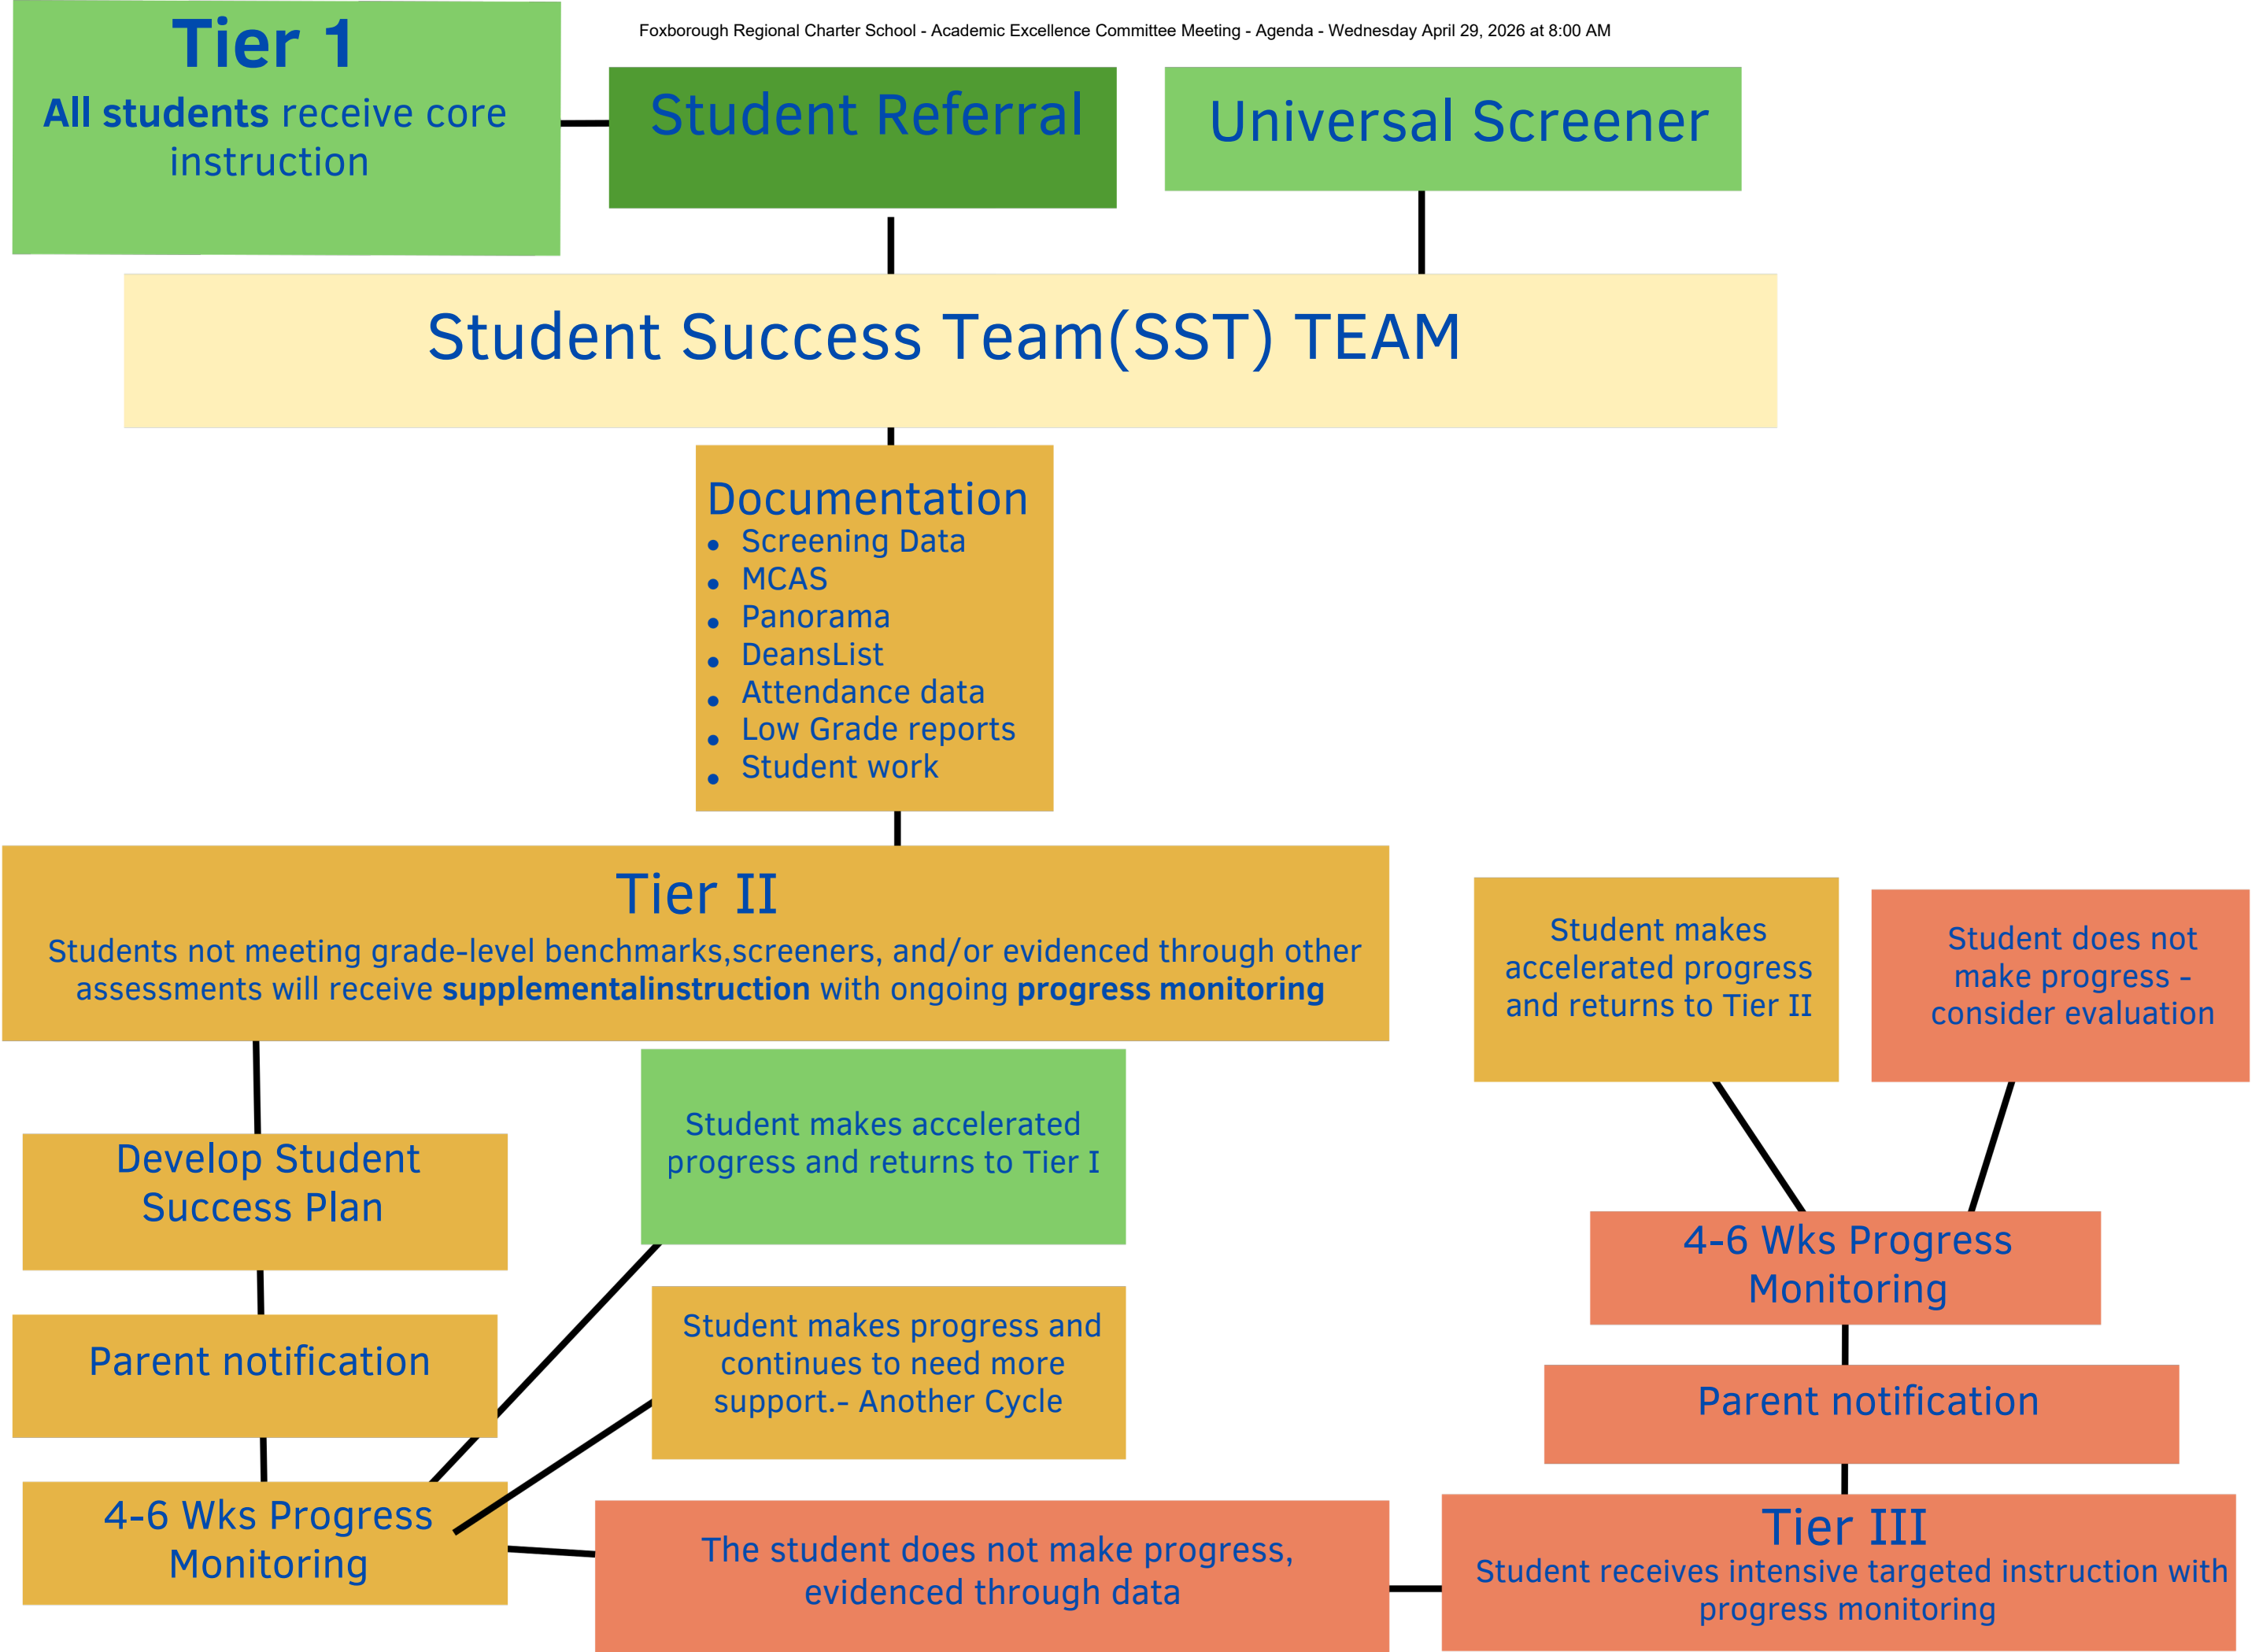 Foxborough Regional Charter School - Academic Excellence Committee Meeting - Agenda - Wednesday April 29, 2026 at 8:00 AM
Tier 1
All students receive core
instruction
Student Referral
Universal Screener
Student Success Team(SST) TEAM
Documentation
• Screening Data
• MCAS
• Panorama
• DeansList
• Attendance data
• Low Grade reports
• Student work
Tier II
Students not meeting grade-level benchmarks,screeners, and/or evidenced through other
assessments will receive supplementalinstruction with ongoing progress monitoring
Develop Student
Success Plan
Parent notification
4-6 Wks Progress
Monitoring
Student makes accelerated
progress and returns to Tier I
Student makes progress and
continues to need more
support.- Another Cycle
The student does not make progress,
evidenced through data
Tier III
Student receives intensive targeted instruction with
progress monitoring
Parent notification
4-6 Wks Progress
Monitoring
Student makes
accelerated progress
and returns to Tier II
Student does not
make progress -
consider evaluation